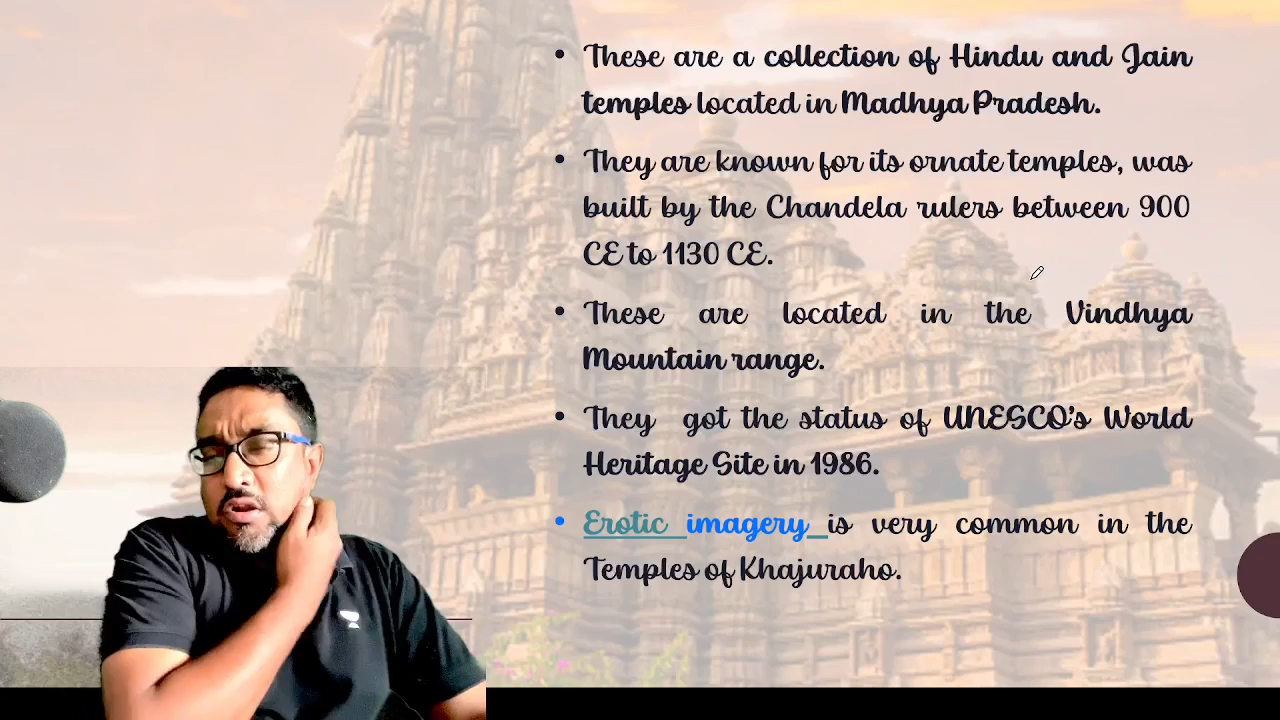 • These are a collection of Hindu and Jain
temples located in Madhya Pradesh.
• They are known for its ornate temples, was
built by the Chandela rulers between 900
CE to 1130 CE.
• These are located in the Vindhya
Mountain range.
• They got the status of UNESCO's World
Heritage Site in 1986.
• Erotic imagery is very common in the
Temples of Khajuraho.